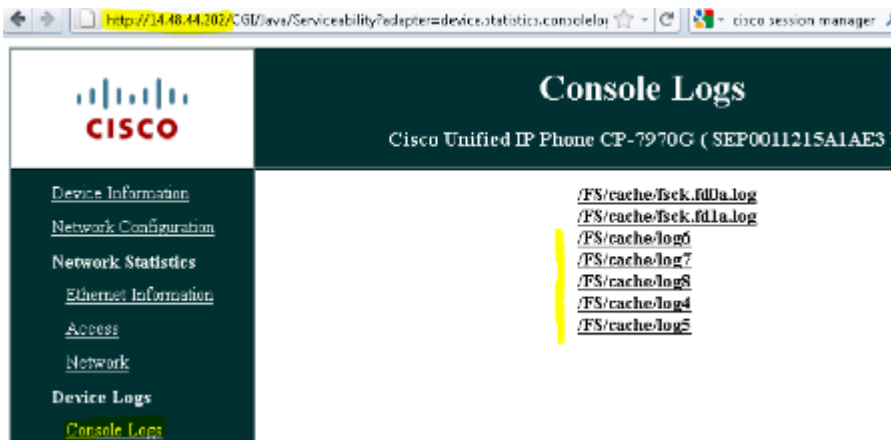 http://14.48.44.202/CGI/Java/Serviceability?adapter=device.statistics.consolelog
cisco session manager
CISCO
Console Logs
Cisco Unified IP Phone CP-7970G ( SEP0011215A1AE3 )
Device Information
Network Configuration
Network Statistics
Ethernet Information
Access
Network
Device Logs
Console Logs
/FS/cache/fsck.fd0a.log
/FS/cache/fsck.fd1a.log
/FS/cache/log6
/FS/cache/log7
/FS/cache/log8
/FS/cache/log4
/FS/cache/log5